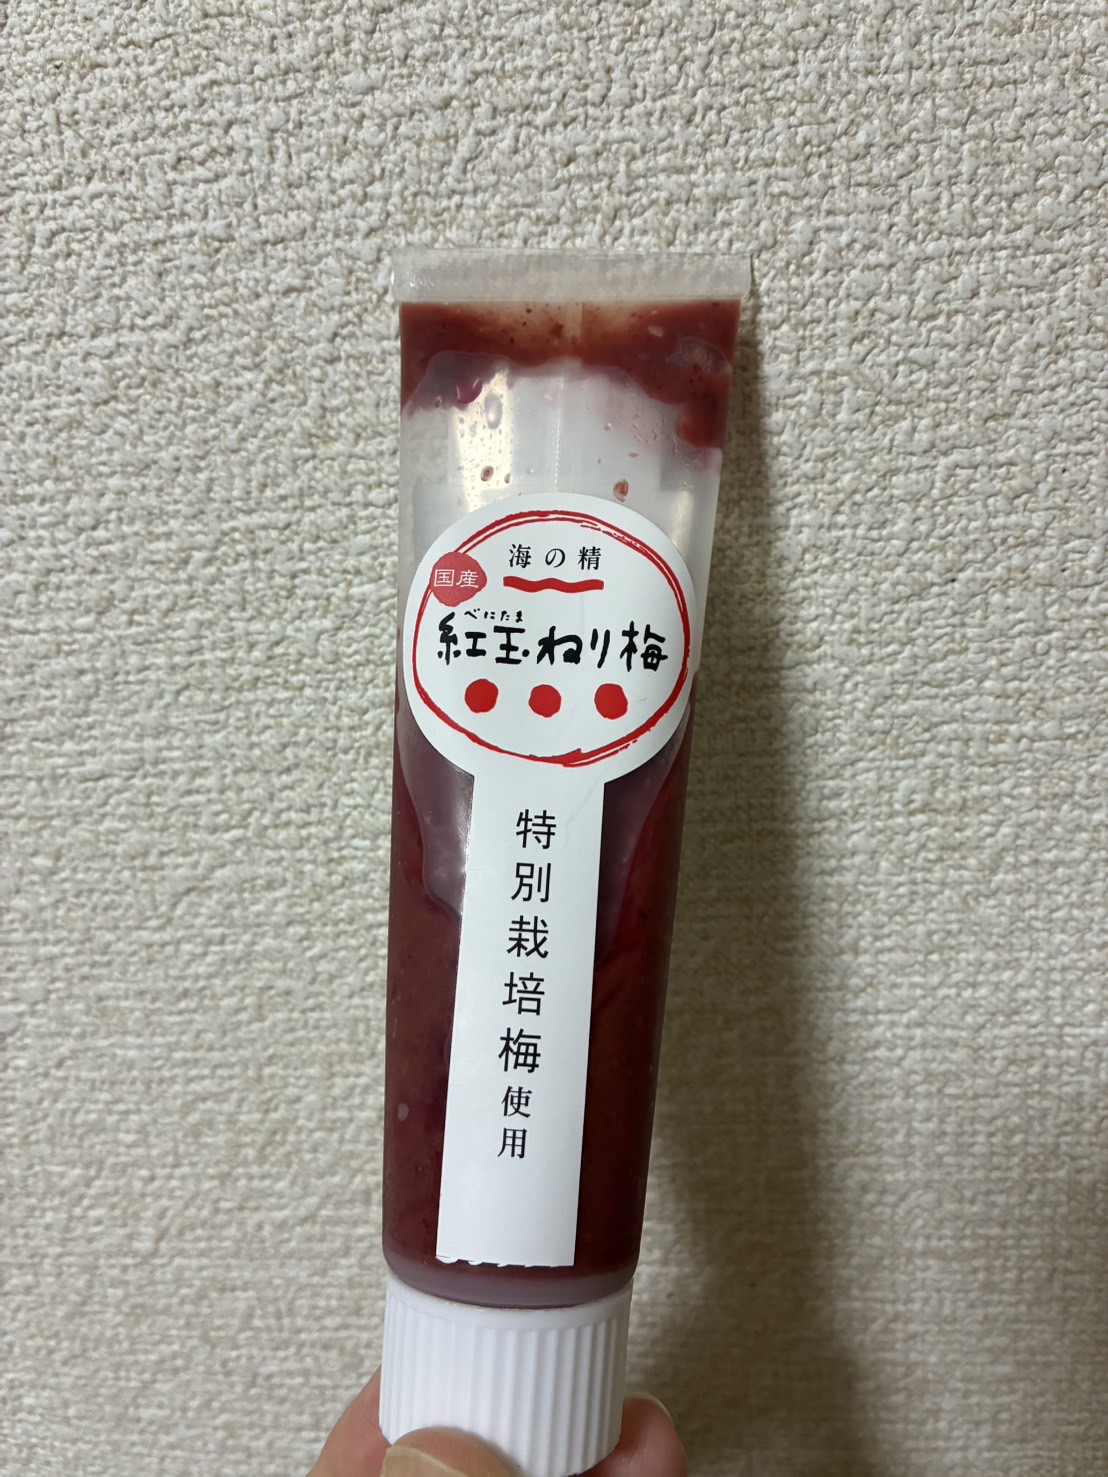 海の精
国産
べにたま
紅玉ねり梅
特別栽培梅使用